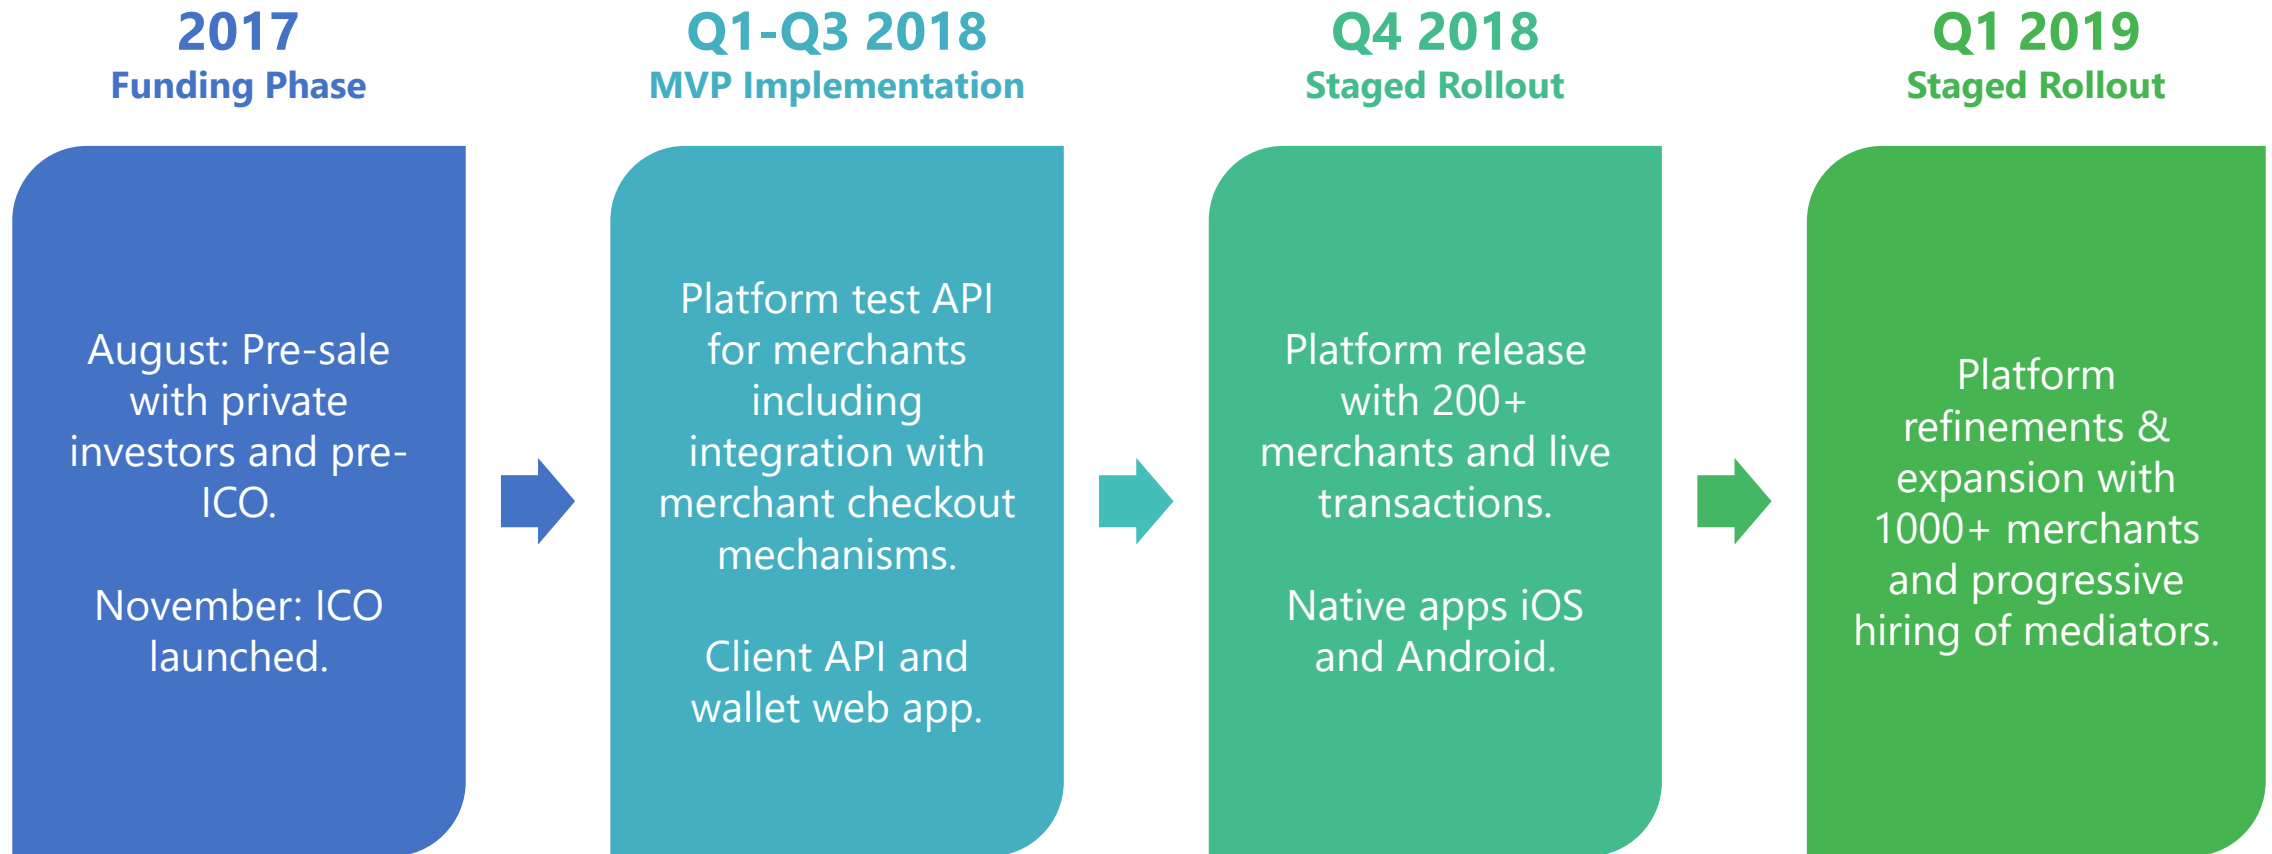 2017
Funding Phase
August: Pre-sale
with private
investors and pre-
ICO.
November: ICO
launched.
Q1-Q3 2018
MVP Implementation
Platform test API
for merchants
including
integration with
merchant checkout
mechanisms.
Client API and
wallet web app.
Q4 2018
Staged Rollout
Platform release
with 200+
merchants and live
transactions.
Native apps iOS
and Android.
Q1 2019
Staged Rollout
Platform
refinements &
expansion with
1000+ merchants
and progressive
hiring of mediators.